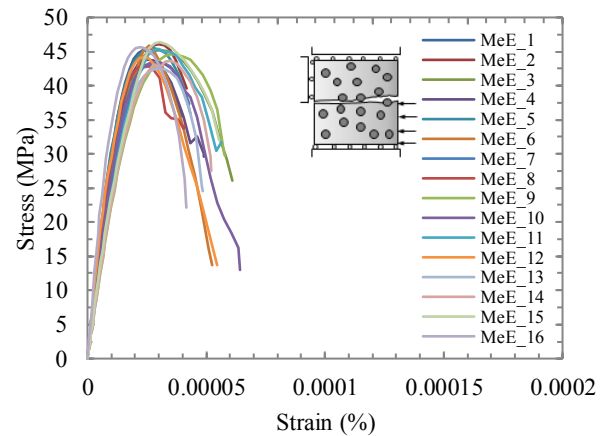 50
45
40
35
30
25
20
15
10
5
0
Stress (MPa)
MeE_1
MeE_2
MeE_3
MeE_4
MeE_5
MeE_6
MeE_7
MeE_8
MeE_9
MeE_10
MeE_11
MeE_12
MeE_13
MeE_14
MeE_15
MeE_16
0 0.00005 0.0001 0.00015 0.0002
Strain (%)